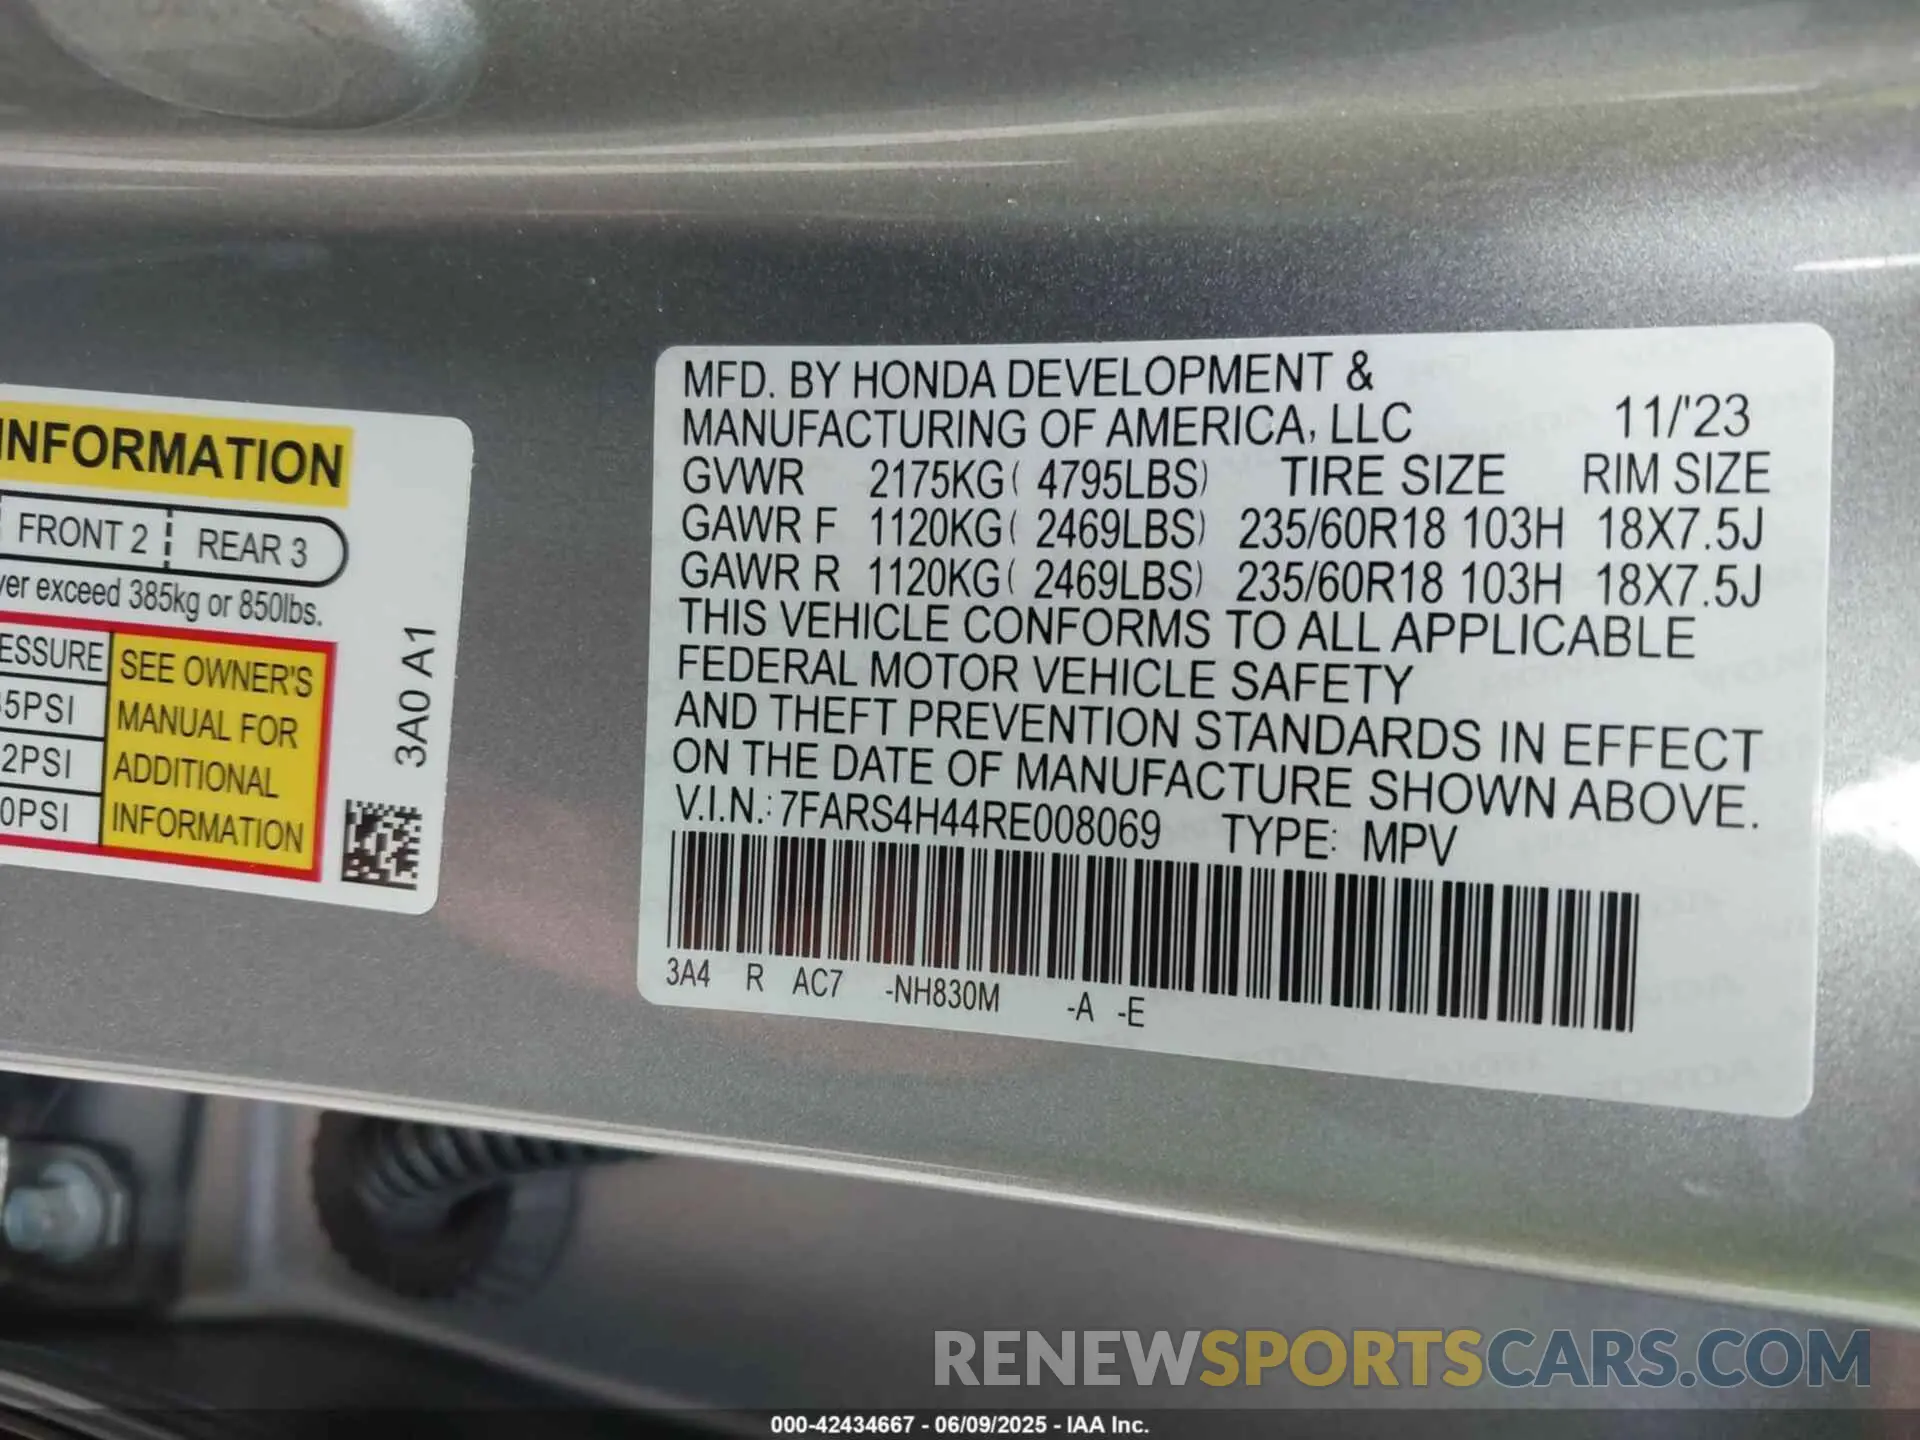 INFORMATION
FRONT 2 REAR 3
exceed 385kg or 850lbs.
SEE OWNER'S
5PSI MANUAL FOR
2PSI ADDITIONAL
0PSI INFORMATION
3A0 A1
MFD. BY HONDA DEVELOPMENT &
MANUFACTURING OF AMERICA, LLC 11/'23
GVWR 2175KG( 4795LBS) TIRE SIZE RIM SIZE
GAWR F 1120KG( 2469LBS) 235/60R18 103H 18X7.5J
GAWR R 1120KG( 2469LBS) 235/60R18 103H 18X7.5J
THIS VEHICLE CONFORMS TO ALL APPLICABLE
FEDERAL MOTOR VEHICLE SAFETY
AND THEFT PREVENTION STANDARDS IN EFFECT
ON THE DATE OF MANUFACTURE SHOWN ABOVE.
V.I.N.: 7FARS4H44RE008069 TYPE: MPV
3A4 R AC7 -NH830M -A -E
RENEWSPORTSCARS.COM
000-42434667 - 06/09/2025 - IAA Inc.